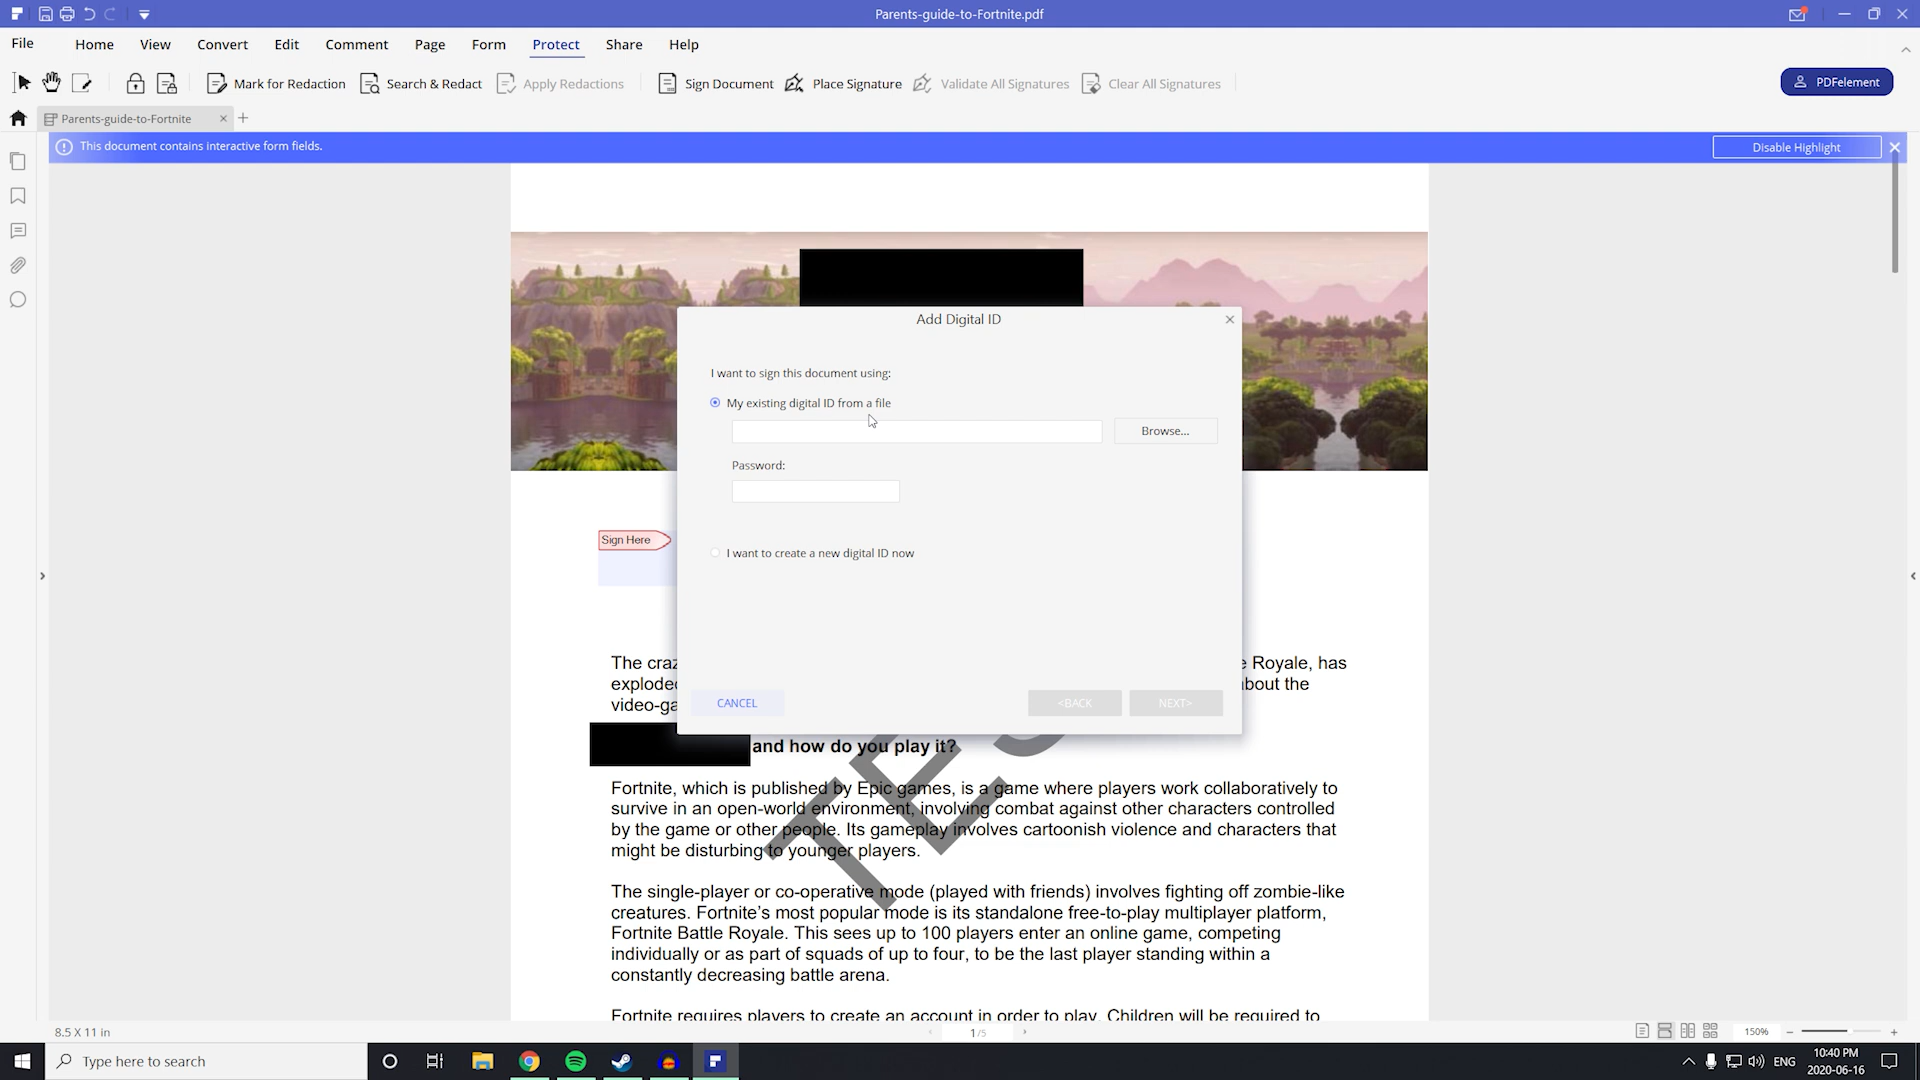 Parents-guide-to-Fortnite.pdf
File Home View Convert Edit Comment Page Form Protect Share Help
Mark for Redaction Search & Redact Apply Redactions Sign Document Place Signature Validate All Signatures Clear All Signatures
PDFelement
Parents-guide-to-Fortnite
This document contains interactive form fields.
Disable Highlight
Add Digital ID
I want to sign this document using:
My existing digital ID from a file
Browse...
Password:
Sign Here
I want to create a new digital ID now
CANCEL <BACK NEXT>
The craz
e Royale, has
exploded
bout the
video-ga
and how do you play it?
Fortnite, which is published by Epic games, is a game where players work collaboratively to
survive in an open-world environment, involving combat against other characters controlled
by the game or other people. Its gameplay involves cartoonish violence and characters that
might be disturbing to younger players.
The single-player or co-operative mode (played with friends) involves fighting off zombie-like
creatures. Fortnite’s most popular mode is its standalone free-to-play multiplayer platform,
Fortnite Battle Royale. This sees up to 100 players enter an online game, competing
individually or as part of squads of up to four, to be the last player standing within a
constantly decreasing battle arena.
Fortnite requires players to create an account in order to play. Children will be required to
8.5 X 11 in
1/5
150%
Type here to search
ENG
10:40 PM
2020-06-16